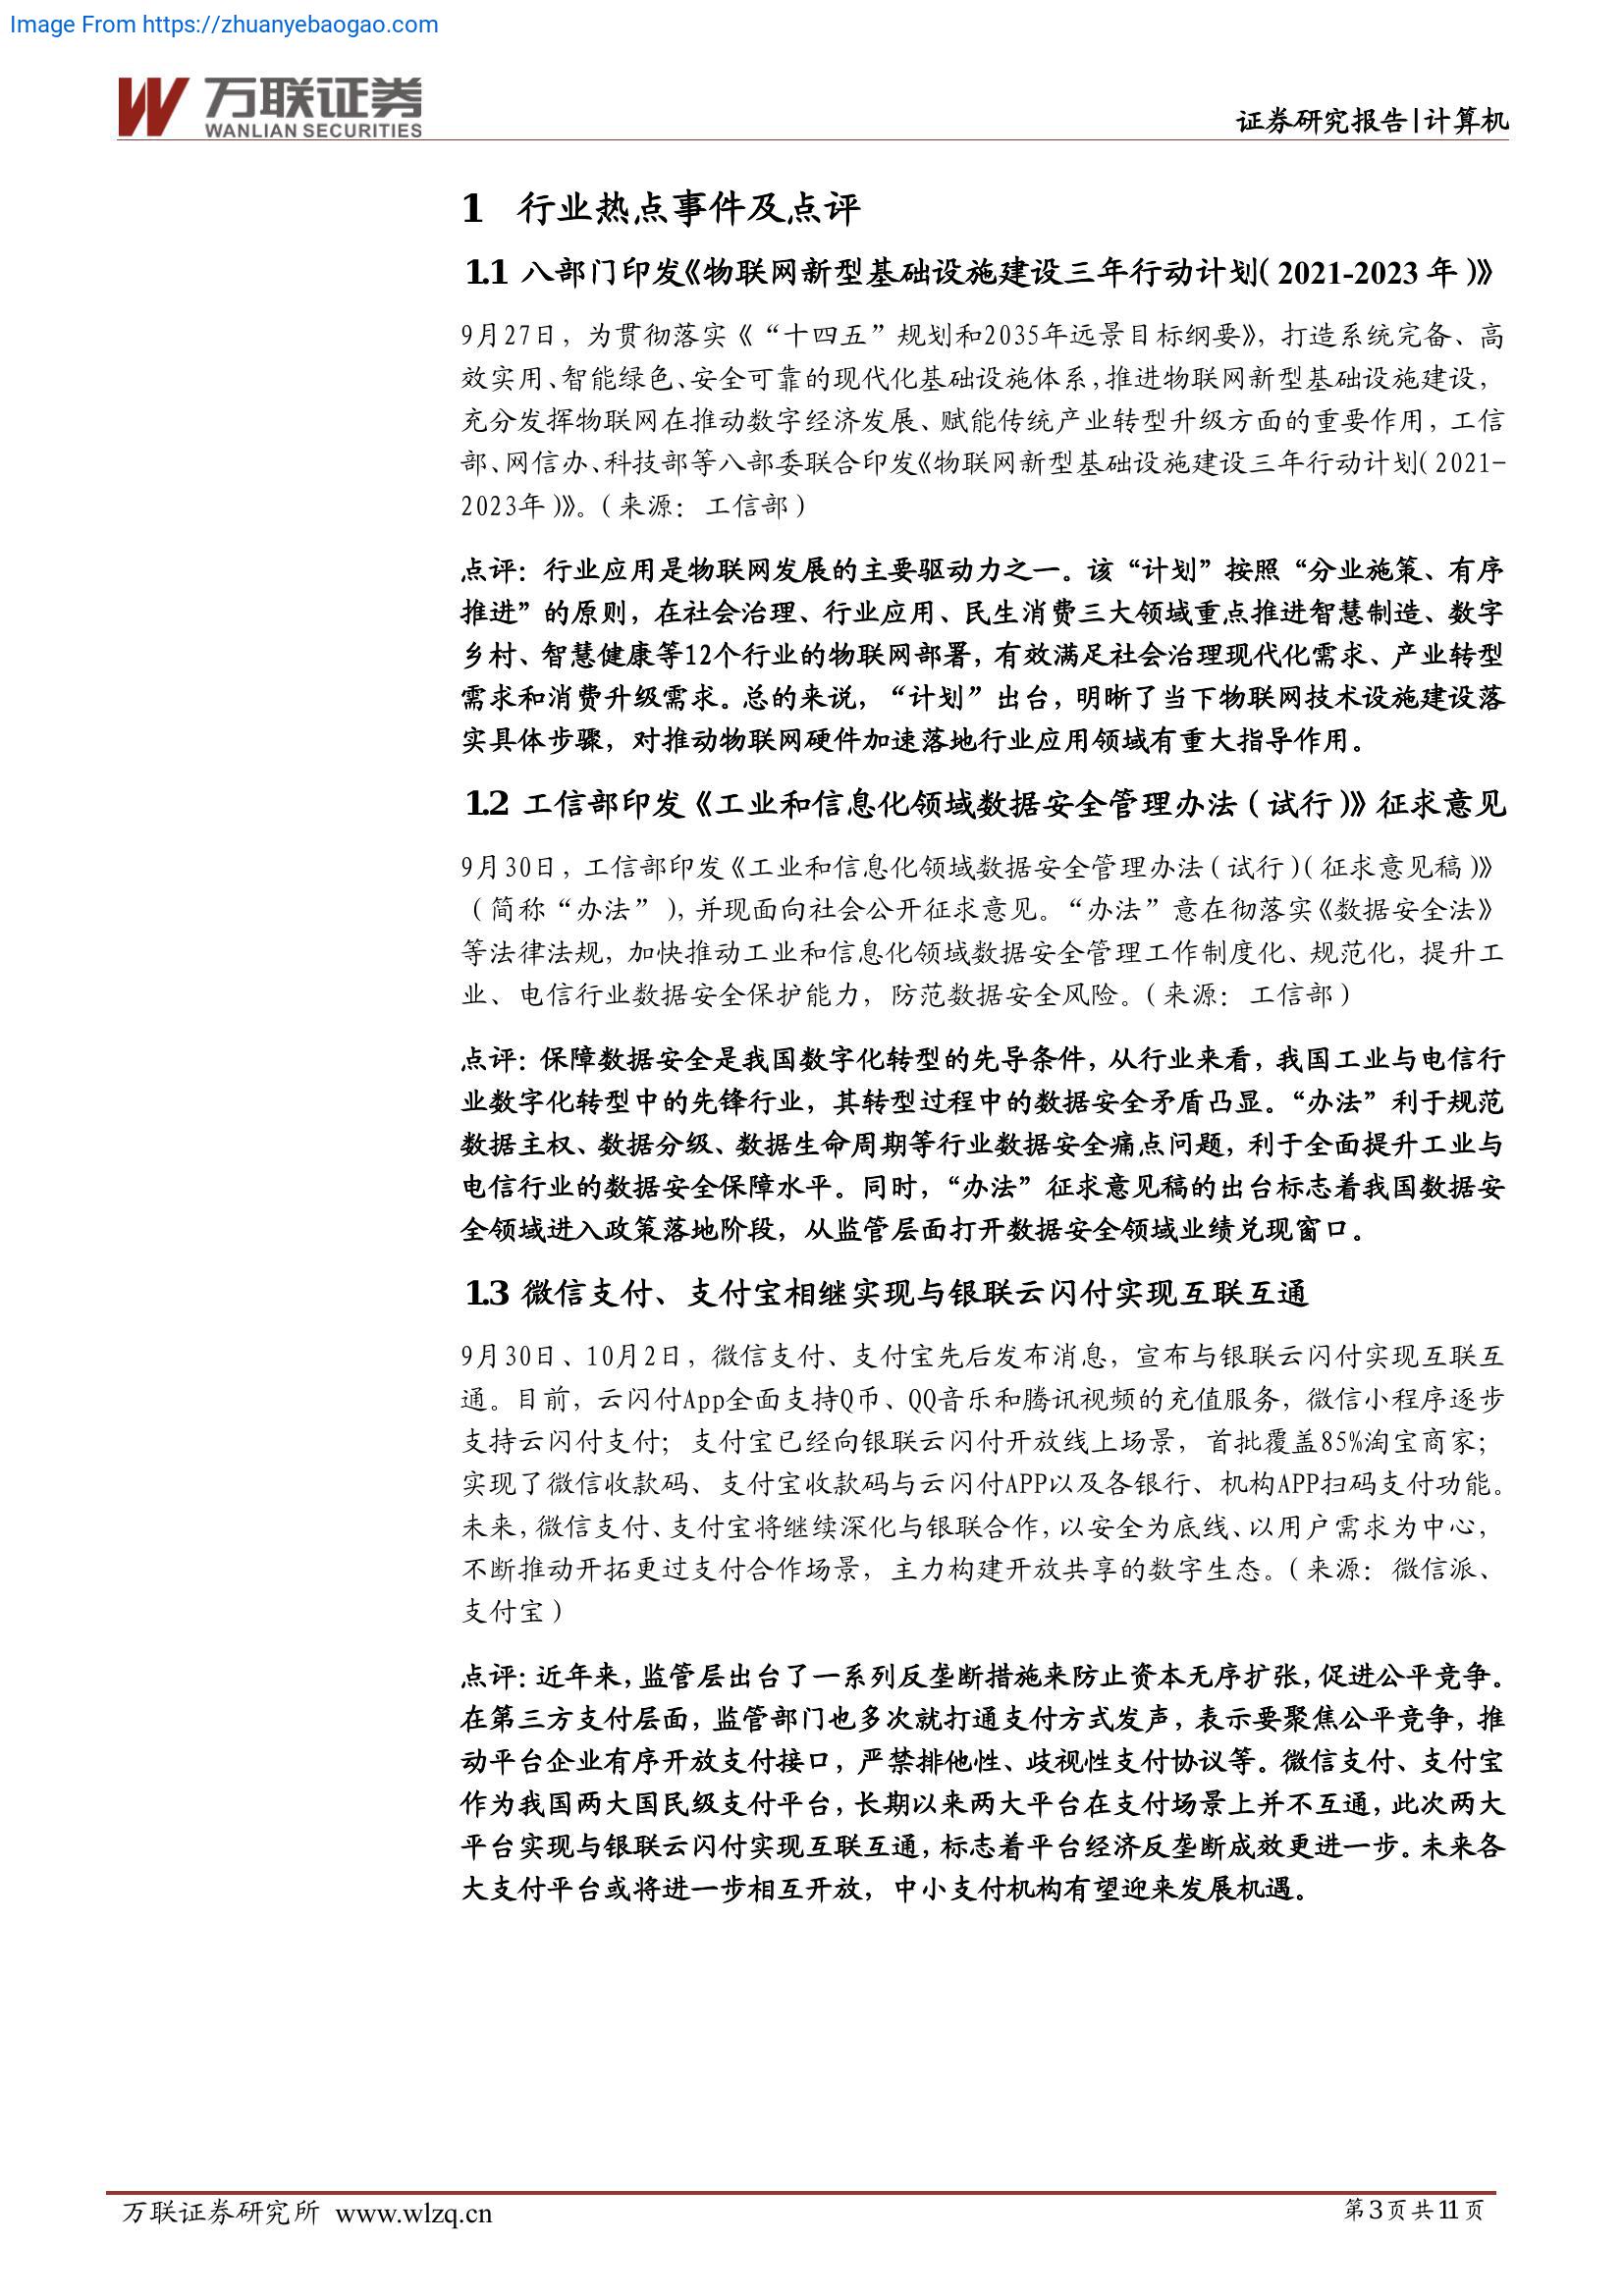 Image From https://zhuanyebaogao.com
万联证券
WANLIAN SECURITIES
证券研究报告|计算机
1 行业热点事件及点评
1.1 八部门印发《物联网新型基础设施建设三年行动计划（2021-2023 年）》
9月27日，为贯彻落实《“十四五”规划和2035年远景目标纲要》，打造系统完备、高
效实用、智能绿色、安全可靠的现代化基础设施体系，推进物联网新型基础设施建设，
充分发挥物联网在推动数字经济发展、赋能传统产业转型升级方面的重要作用，工信
部、网信办、科技部等八部委联合印发《物联网新型基础设施建设三年行动计划（2021-
2023年）》。（来源：工信部）
点评：行业应用是物联网发展的主要驱动力之一。该“计划”按照“分业施策、有序
推进”的原则，在社会治理、行业应用、民生消费三大领域重点推进智慧制造、数字
乡村、智慧健康等12个行业的物联网部署，有效满足社会治理现代化需求、产业转型
需求和消费升级需求。总的来说，“计划”出台，明晰了当下物联网技术设施建设落
实具体步骤，对推动物联网硬件加速落地行业应用领域有重大指导作用。
1.2 工信部印发《工业和信息化领域数据安全管理办法（试行）》征求意见
9月30日，工信部印发《工业和信息化领域数据安全管理办法（试行）（征求意见稿）》
（简称“办法”），并现面向社会公开征求意见。“办法”意在彻落实《数据安全法》
等法律法规，加快推动工业和信息化领域数据安全管理工作制度化、规范化，提升工
业、电信行业数据安全保护能力，防范数据安全风险。（来源：工信部）
点评：保障数据安全是我国数字化转型的先导条件，从行业来看，我国工业与电信行
业数字化转型中的先锋行业，其转型过程中的数据安全矛盾凸显。“办法”利于规范
数据主权、数据分级、数据生命周期等行业数据安全痛点问题，利于全面提升工业与
电信行业的数据安全保障水平。同时，“办法”征求意见稿的出台标志着我国数据安
全领域进入政策落地阶段，从监管层面打开数据安全领域业绩兑现窗口。
1.3 微信支付、支付宝相继实现与银联云闪付实现互联互通
9月30日、10月2日，微信支付、支付宝先后发布消息，宣布与银联云闪付实现互联互
通。目前，云闪付App全面支持Q币、QQ音乐和腾讯视频的充值服务，微信小程序逐步
支持云闪付支付；支付宝已经向银联云闪付开放线上场景，首批覆盖85%淘宝商家；
实现了微信收款码、支付宝收款码与云闪付APP以及各银行、机构APP扫码支付功能。
未来，微信支付、支付宝将继续深化与银联合作，以安全为底线、以用户需求为中心，
不断推动开拓更过支付合作场景，主力构建开放共享的数字生态。（来源：微信派、
支付宝）
点评：近年来，监管层出台了一系列反垄断措施来防止资本无序扩张，促进公平竞争。
在第三方支付层面，监管部门也多次就打通支付方式发声，表示要聚焦公平竞争，推
动平台企业有序开放支付接口，严禁排他性、歧视性支付协议等。微信支付、支付宝
作为我国两大国民级支付平台，长期以来两大平台在支付场景上并不互通，此次两大
平台实现与银联云闪付实现互联互通，标志着平台经济反垄断成效更进一步。未来各
大支付平台或将进一步相互开放，中小支付机构有望迎来发展机遇。
万联证券研究所 www.wlzq.cn
第3页共11页